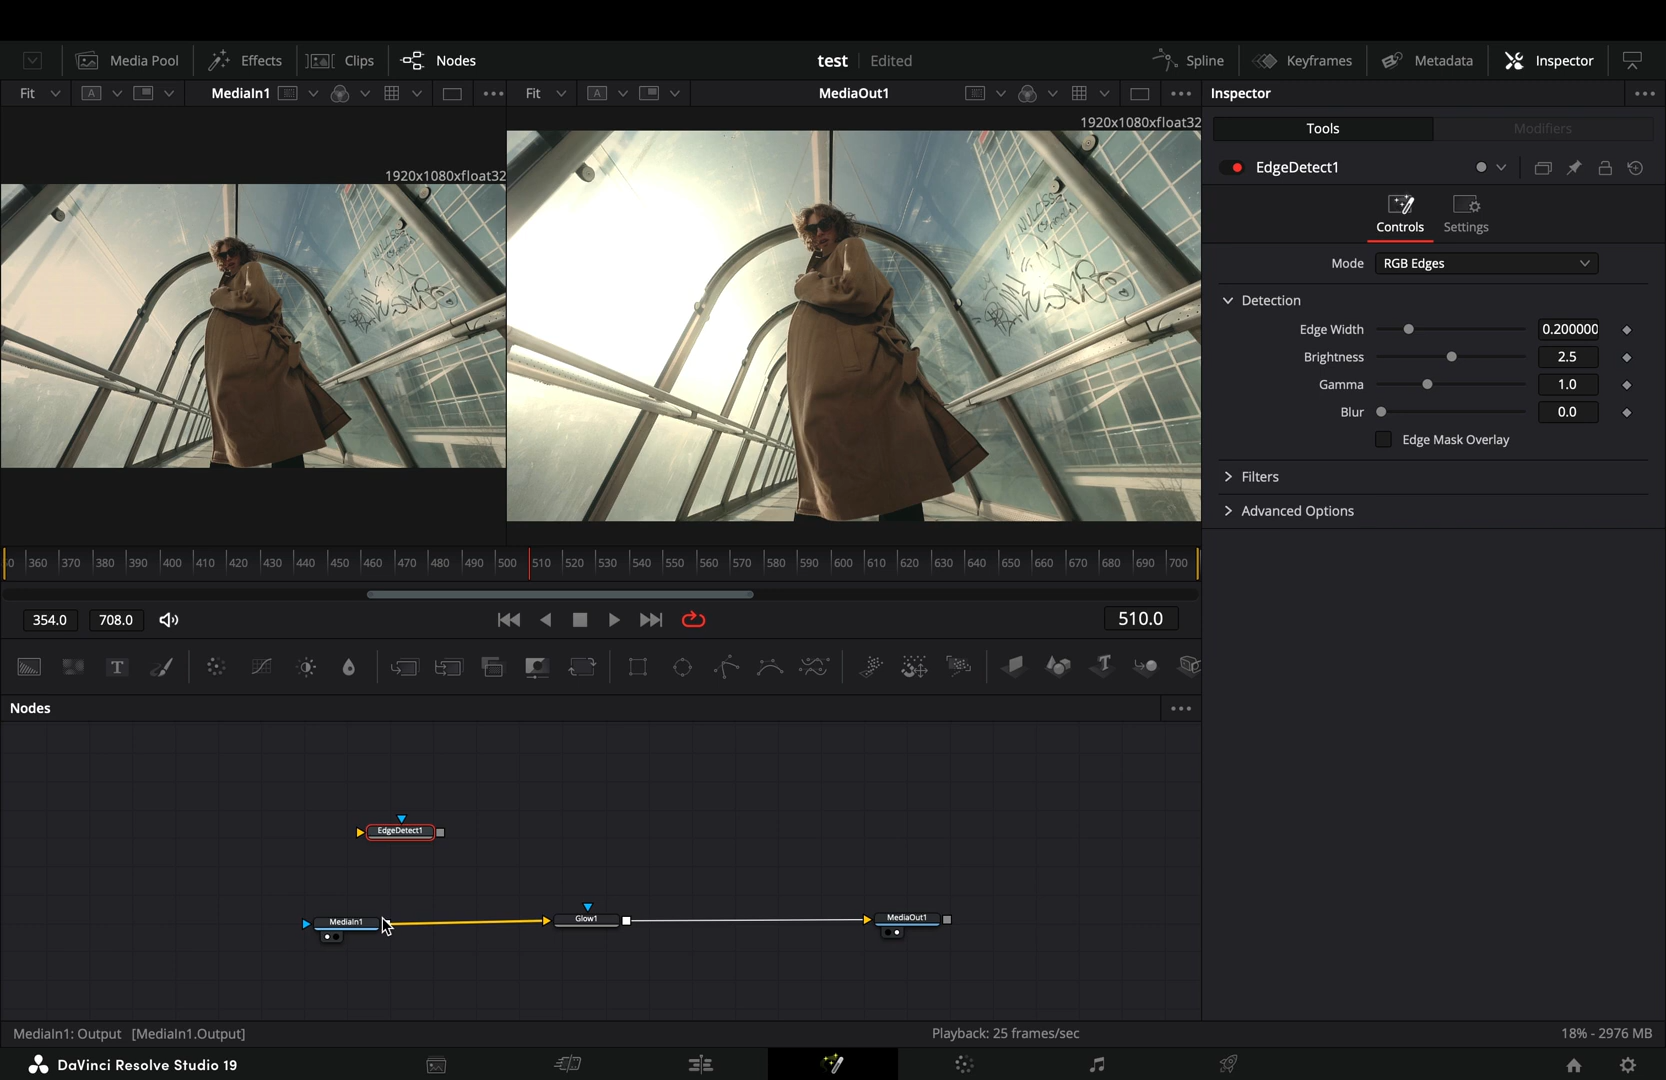 Media Pool Effects Clips Nodes test Edited Spline Keyframes Metadata Inspector
Fit A MediaIn1 Fit A MediaOut1 Inspector
1920x1080xfloat32
1920x1080xfloat32
Tools Modifiers
EdgeDetect1
Controls Settings
Mode RGB Edges
Detection
Edge Width 0.200000
Brightness 2.5
Gamma 1.0
Blur 0.0
Edge Mask Overlay
Filters
Advanced Options
360 370 380 390 400 410 420 430 440 450 460 470 480 490 500 510 520 530 540 550 560 570 580 590 600 610 620 630 640 650 660 670 680 690 700
354.0 708.0 510.0
T T
Nodes
EdgeDetect1
MediaIn1 Glow1 MediaOut1
MediaIn1: Output [MediaIn1.Output] Playback: 25 frames/sec 18% - 2976 MB
DaVinci Resolve Studio 19